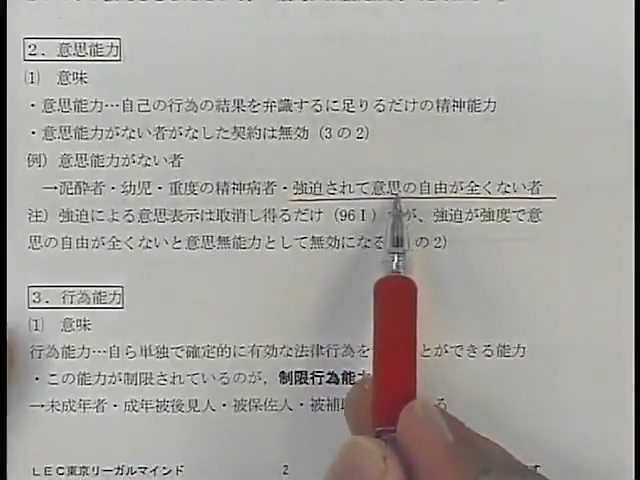 2．意思能力
(1) 意味
・意思能力…自己の行為の結果を弁識するに足りるだけの精神能力
・意思能力がない者がなした契約は無効（3の2）
例）意思能力がない者
→泥酔者・幼児・重度の精神病者・強迫されて意思の自由が全くない者
注）強迫による意思表示は取消し得るだけ（96Ⅰ）が、強迫が強度で意
思の自由が全くないと意思無能力として無効になる の2）
3．行為能力
(1) 意味
行為能力…自ら単独で確定的に有効な法律行為を とができる能力
・この能力が制限されているのが、制限行為能
→未成年者・成年被後見人・被保佐人・被補 る
LEC東京リーガルマインド 2 す